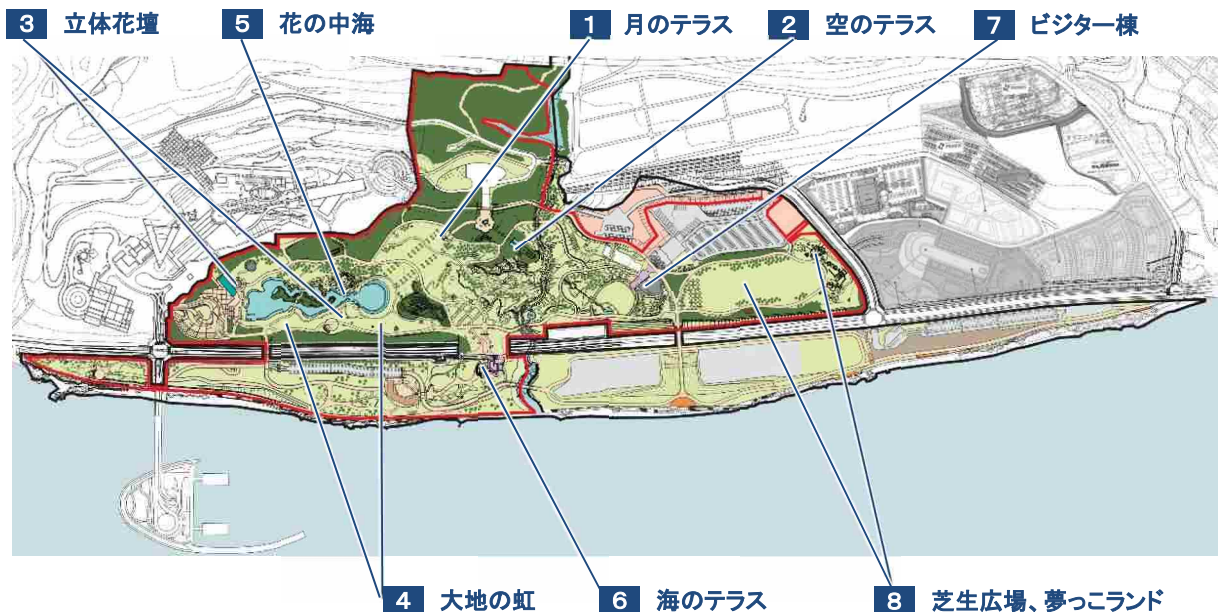 3 立体花壇
5 花の中海
1 月のテラス
2 空のテラス
7 ビジター棟
4 大地の虹
6 海のテラス
8 芝生広場、夢っこランド